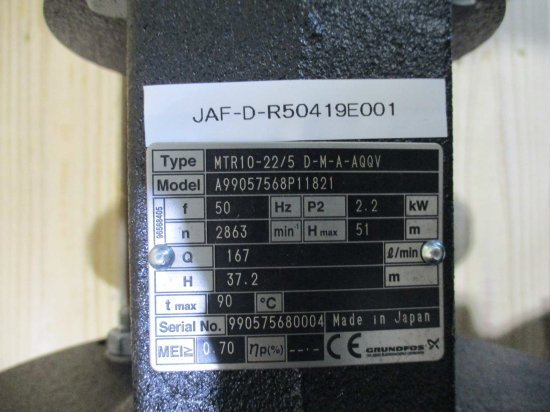 JAF-D-R50419E001
Type MTR10-22/5 D-M-A-AQQV
Model A99057568P11821
f 50 Hz P2 2.2 kW
n 2863 min-1 H max 51 m
Q 167 ℓ/min
H 37.2 m
t max 90 °C
Serial No. 990575680004 Made in Japan
MEI≥ 0.70 ηp(%) --.- CE GRUNDFOS
96568405